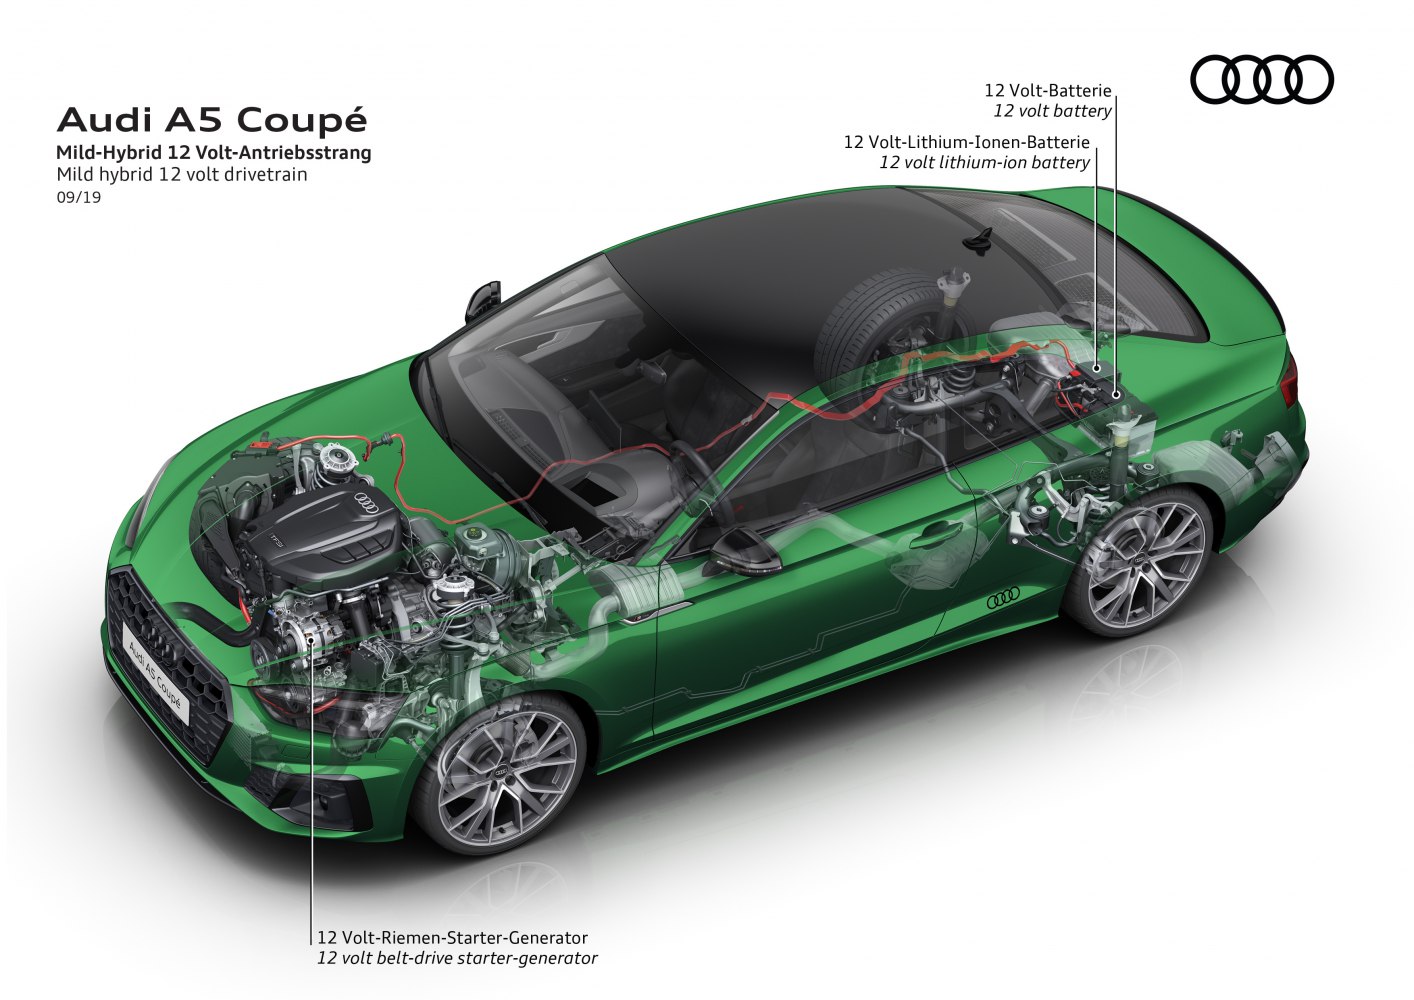 Audi A5 Coupé
Mild-Hybrid 12 Volt-Antriebsstrang
Mild hybrid 12 volt drivetrain
09/19
12 Volt-Batterie
12 volt battery
12 Volt-Lithium-Ionen-Batterie
12 volt lithium-ion battery
TFSI
Audi A5 Coupé
12 Volt-Riemen-Starter-Generator
12 volt belt-drive starter-generator